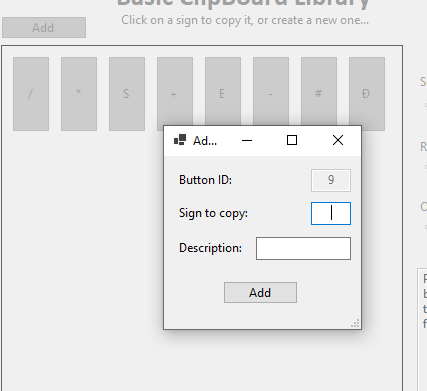 Basic ClipBoard Library
Add
Click on a sign to copy it, or create a new one...
/ * S + E - # Đ
Ad...
Button ID: 9
Sign to copy:
Description:
Add